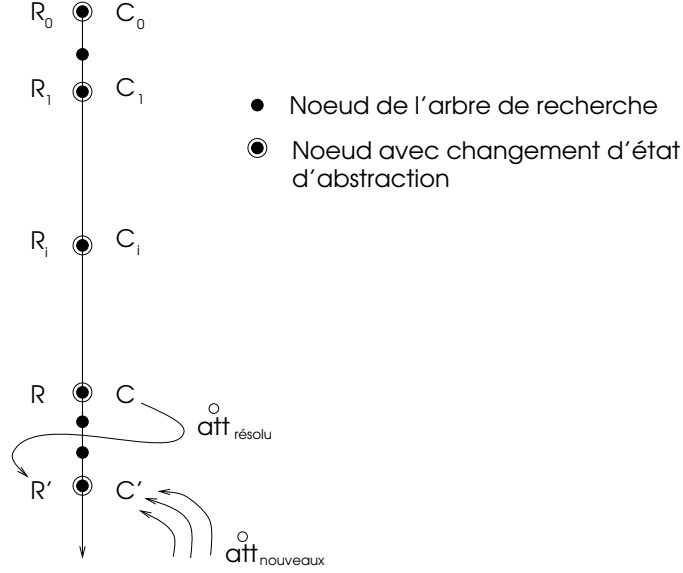 R₀ C₀
R₁ C₁
Noeud de l'arbre de recherche
Noeud avec changement d'état
d'abstraction
Rᵢ Cᵢ
R C
att résolu
R' C'
att nouveaux